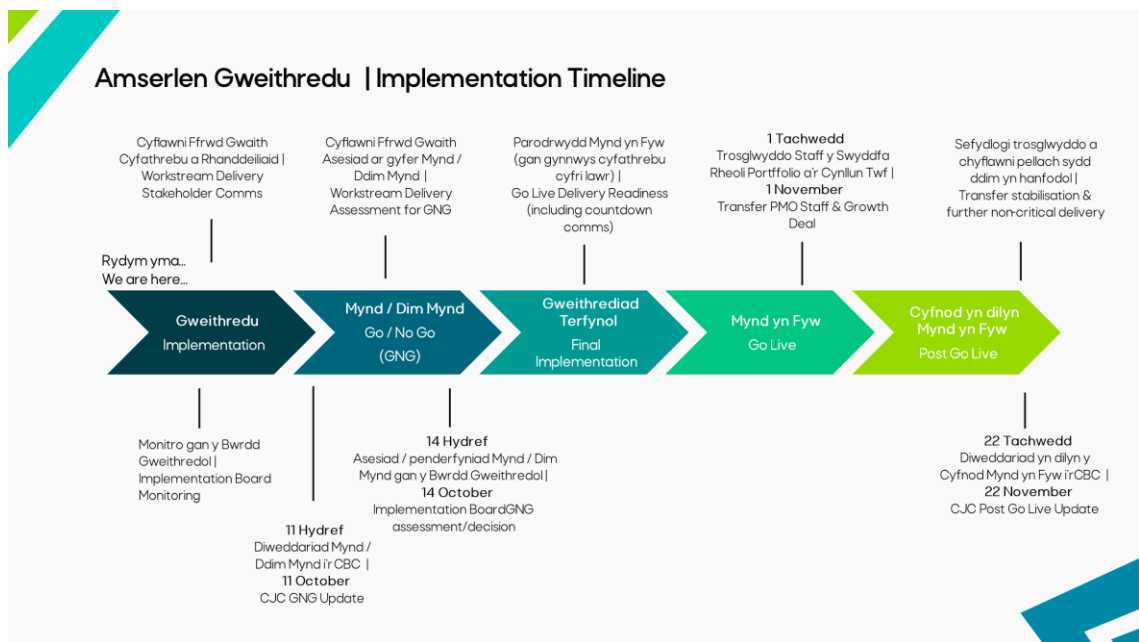 Amserlen Gweithredu | Implementation Timeline
Cyflawni Ffrwd Gwaith
Cyfathrebu a Rhanddeiliaid |
Workstream Delivery
Stakeholder Comms
Cyflawni Ffrwd Gwaith
Asesiad ar gyfer Mynd /
Ddim Mynd |
Workstream Delivery
Assessment for GNG
Parodrwydd Mynd yn Fyw
(gan gynnwys cyfathrebu
cyfri lawr) |
Go Live Delivery Readiness
(including countdown
comms)
1 Tachwedd
Trosglwyddo Staff y Swyddfa
Rheoli Portffolio a'r Cynllun Twf |
1 November
Transfer PMO Staff & Growth
Deal
Sefydlogi trosglwyddo a
chyflawni pellach sydd
ddim yn hanfodol |
Transfer stabilisation &
further non-critical delivery
Rydym yma...
We are here...
Gweithredu
Implementation
Mynd / Dim Mynd
Go / No Go
(GNG)
Gweithrediad
Terfynol
Final
Implementation
Mynd yn Fyw
Go Live
Cyfnod yn dilyn
Mynd yn Fyw
Post Go Live
Monitro gan y Bwrdd
Gweithredol |
Implementation Board
Monitoring
11 Hydref
Diweddariad Mynd /
Ddim Mynd i'r CBC |
11 October
CJC GNG Update
14 Hydref
Asesiad / penderfyniad Mynd / Dim
Mynd gan y Bwrdd Gweithredol |
14 October
Implementation BoardGNG
assessment/decision
22 Tachwedd
Diweddariad yn dilyn y
Cyfnod Mynd yn Fyw i'rCBC |
22 November
CJC Post Go Live Update